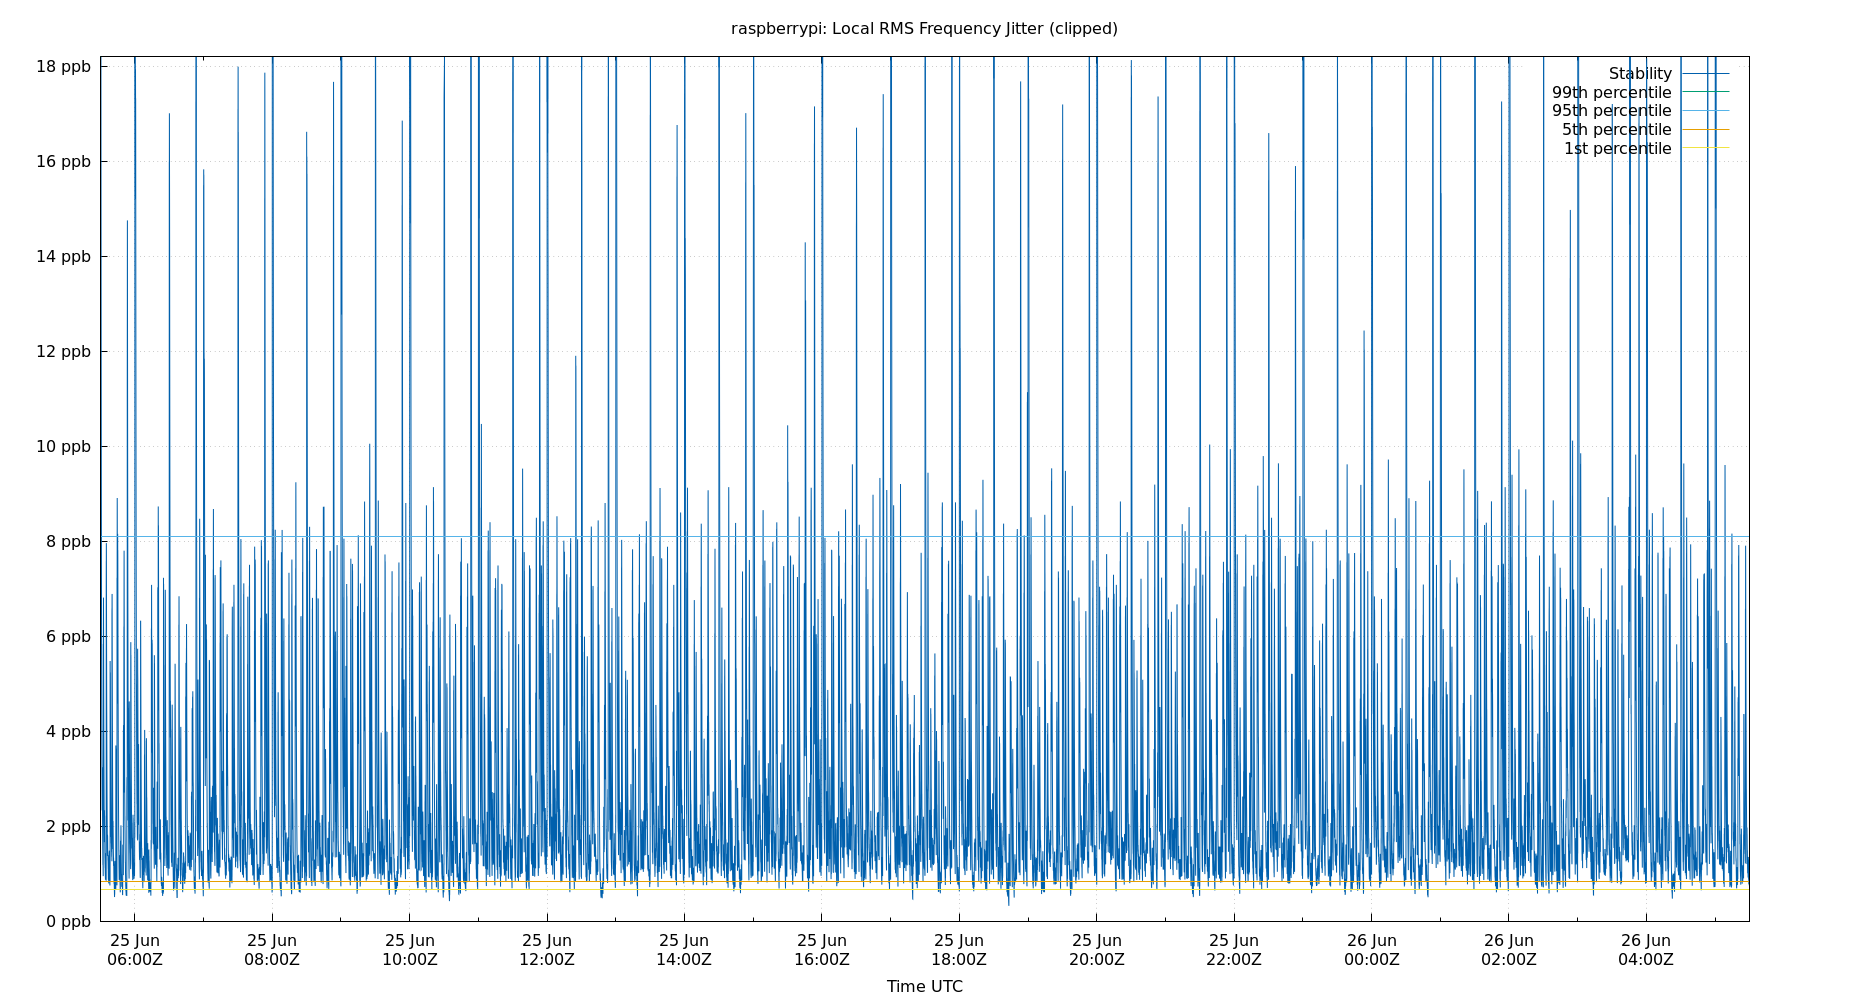 raspberrypi: Local RMS Frequency Jitter (clipped)
18 ppb
16 ppb
14 ppb
12 ppb
10 ppb
8 ppb
6 ppb
4 ppb
2 ppb
0 ppb
Stability
99th percentile
95th percentile
5th percentile
1st percentile
25 Jun 25 Jun 25 Jun 25 Jun 25 Jun 25 Jun 25 Jun 25 Jun 25 Jun 26 Jun 26 Jun 26 Jun
06:00Z 08:00Z 10:00Z 12:00Z 14:00Z 16:00Z 18:00Z 20:00Z 22:00Z 00:00Z 02:00Z 04:00Z
Time UTC